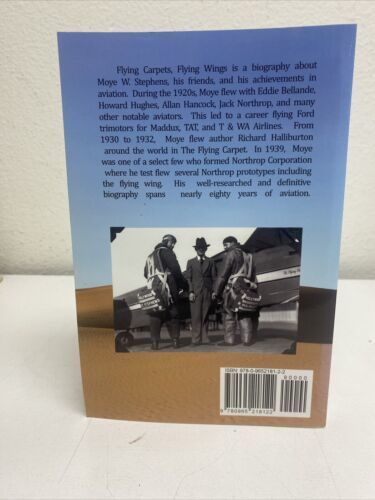 Flying Carpets, Flying Wings is a biography about
Moye W. Stephens, his friends, and his achievements in
aviation. During the 1920s, Moye flew with Eddie Bellande,
Howard Hughes, Allan Hancock, Jack Northrop, and many
other notable aviators. This led to a career flying Ford
trimotors for Maddux, TAT, and T & WA Airlines. From
1930 to 1932, Moye flew author Richard Halliburton
around the world in The Flying Carpet. In 1939, Moye
was one of a select few who formed Northrop Corporation
where he test flew several Northrop prototypes including
the flying wing. His well-researched and definitive
biography spans nearly eighty years of aviation.
ISBN 978-0-9652181-2-2
90000
9 780965 218122